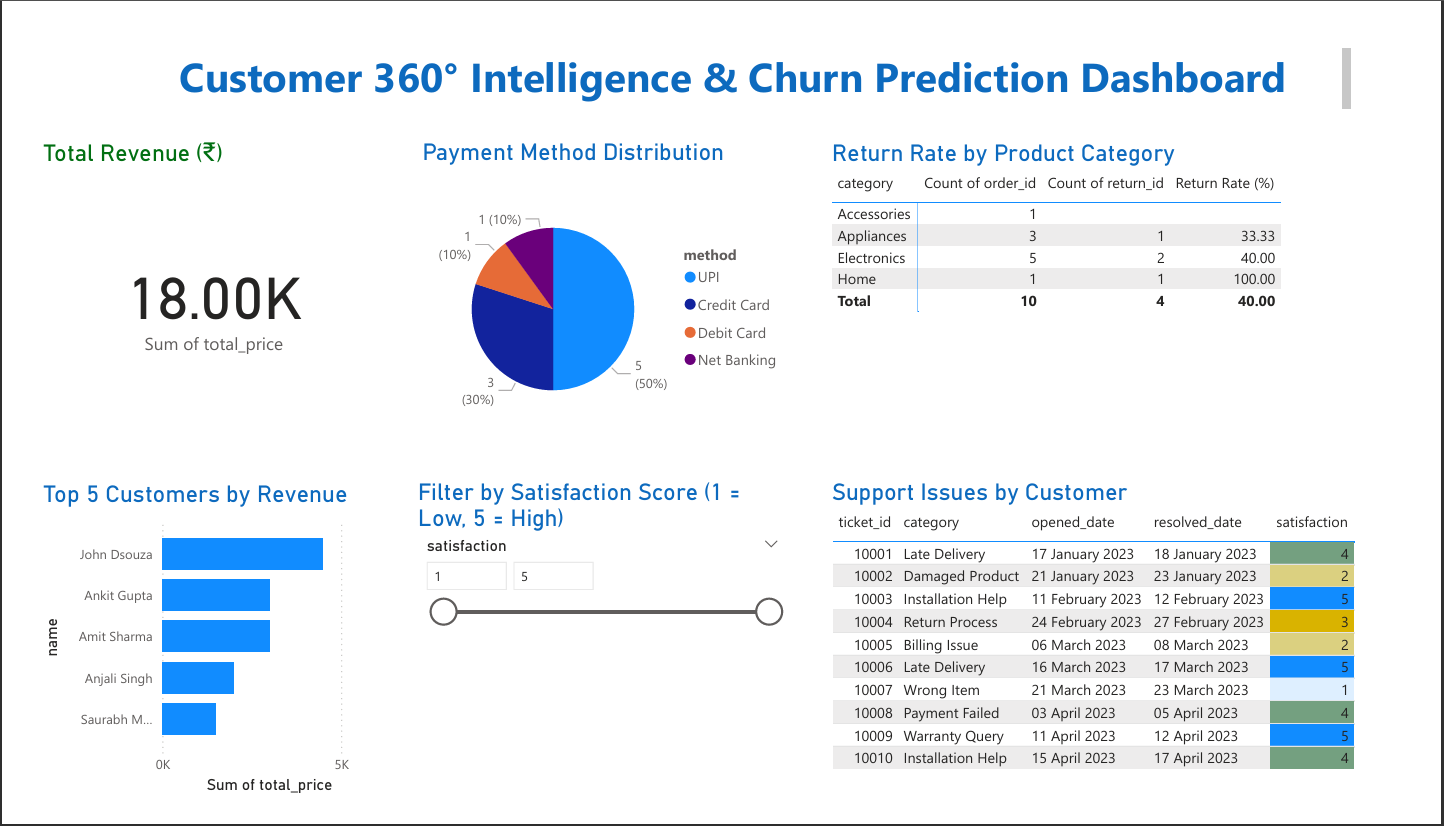 Customer 360° Intelligence & Churn Prediction Dashboard
Total Revenue (₹)
18.00K
Sum of total_price
Payment Method Distribution
1 (10%)
1
(10%)
3
(30%)
5
(50%)
method
UPI
Credit Card
Debit Card
Net Banking
Return Rate by Product Category
category Count of order_id Count of return_id Return Rate (%)
Accessories 1
Appliances 3 1 33.33
Electronics 5 2 40.00
Home 1 1 100.00
Total 10 4 40.00
Top 5 Customers by Revenue
name
John Dsouza
Ankit Gupta
Amit Sharma
Anjali Singh
Saurabh M...
0K 5K
Sum of total_price
Filter by Satisfaction Score (1 =
Low, 5 = High)
satisfaction
1 5
Support Issues by Customer
ticket_id category opened_date resolved_date satisfaction
10001 Late Delivery 17 January 2023 18 January 2023 4
10002 Damaged Product 21 January 2023 23 January 2023 2
10003 Installation Help 11 February 2023 12 February 2023 5
10004 Return Process 24 February 2023 27 February 2023 3
10005 Billing Issue 06 March 2023 08 March 2023 2
10006 Late Delivery 16 March 2023 17 March 2023 5
10007 Wrong Item 21 March 2023 23 March 2023 1
10008 Payment Failed 03 April 2023 05 April 2023 4
10009 Warranty Query 11 April 2023 12 April 2023 5
10010 Installation Help 15 April 2023 17 April 2023 4